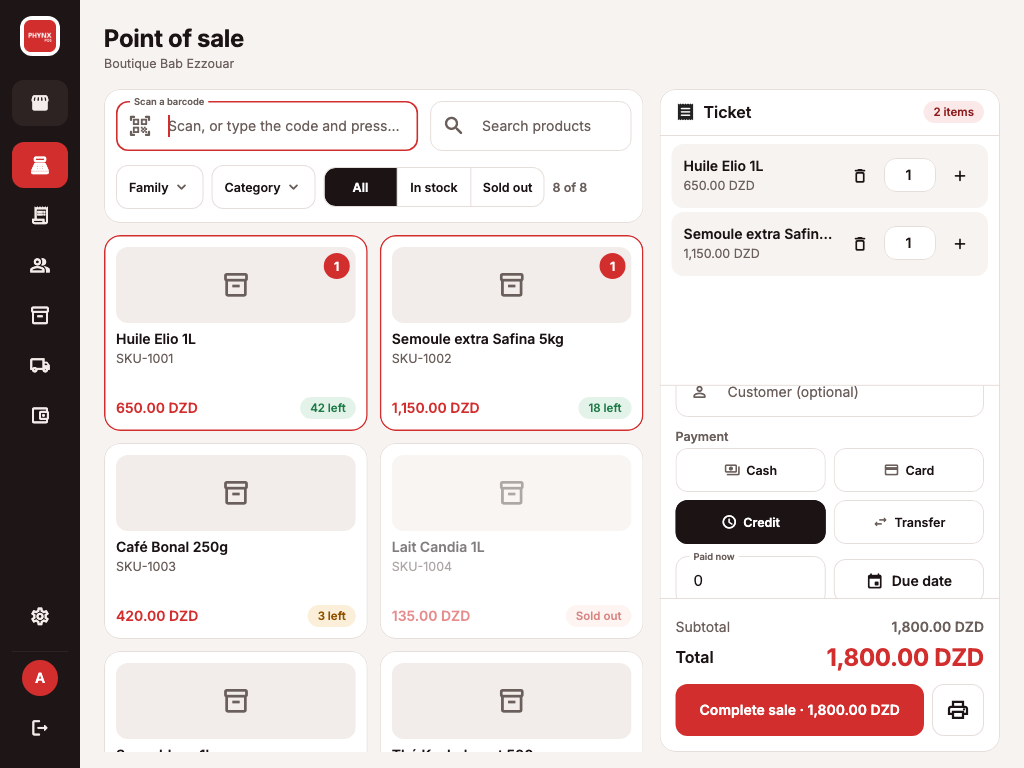 PHYNX
Point of sale
Boutique Bab Ezzouar
Scan a barcode
Scan, or type the code and press...
Search products
Family
Category
All
In stock
Sold out
8 of 8
1
Huile Elio 1L
SKU-1001
650.00 DZD
42 left
1
Semoule extra Safina 5kg
SKU-1002
1,150.00 DZD
18 left
Café Bonal 250g
SKU-1003
420.00 DZD
3 left
Lait Candia 1L
SKU-1004
135.00 DZD
Sold out
Ticket
2 items
Huile Elio 1L
650.00 DZD
1
Semoule extra Safin...
1,150.00 DZD
1
Customer (optional)
Payment
Cash
Card
Credit
Transfer
Paid now
0
Due date
Subtotal
1,800.00 DZD
Total
1,800.00 DZD
Complete sale · 1,800.00 DZD
A